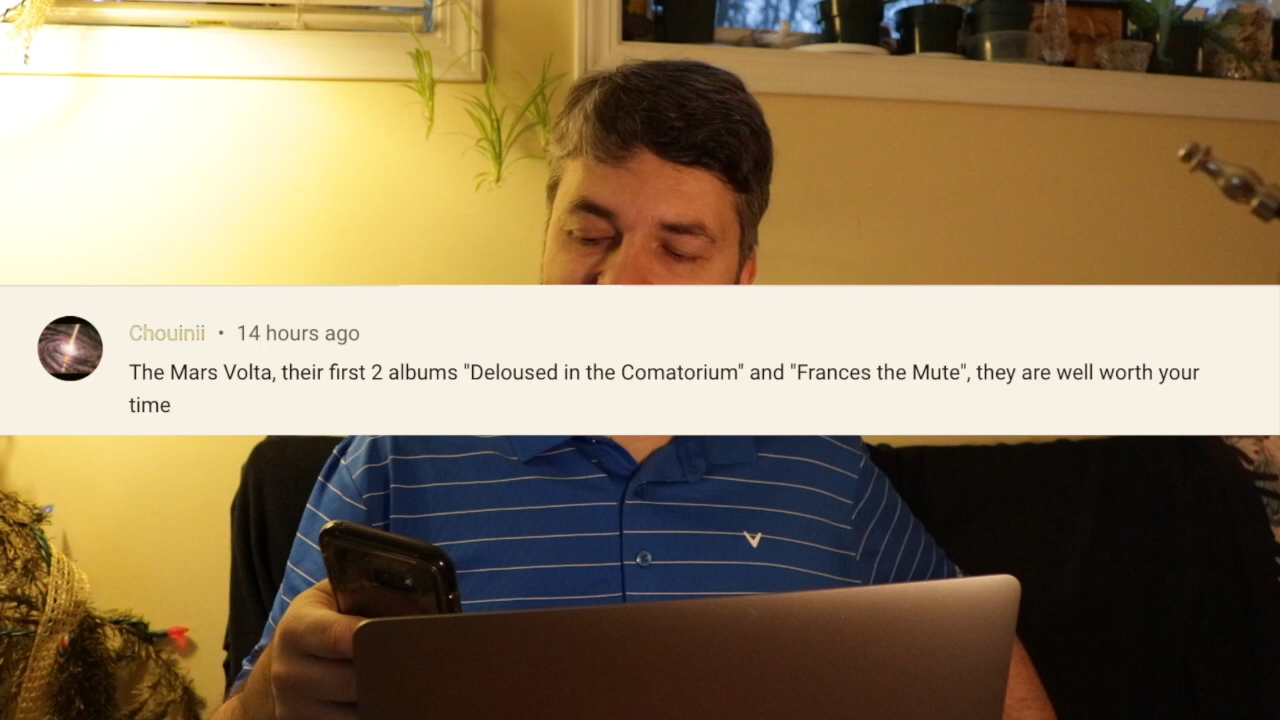 Chouinii • 14 hours ago
The Mars Volta, their first 2 albums "Deloused in the Comatorium" and "Frances the Mute", they are well worth your
time